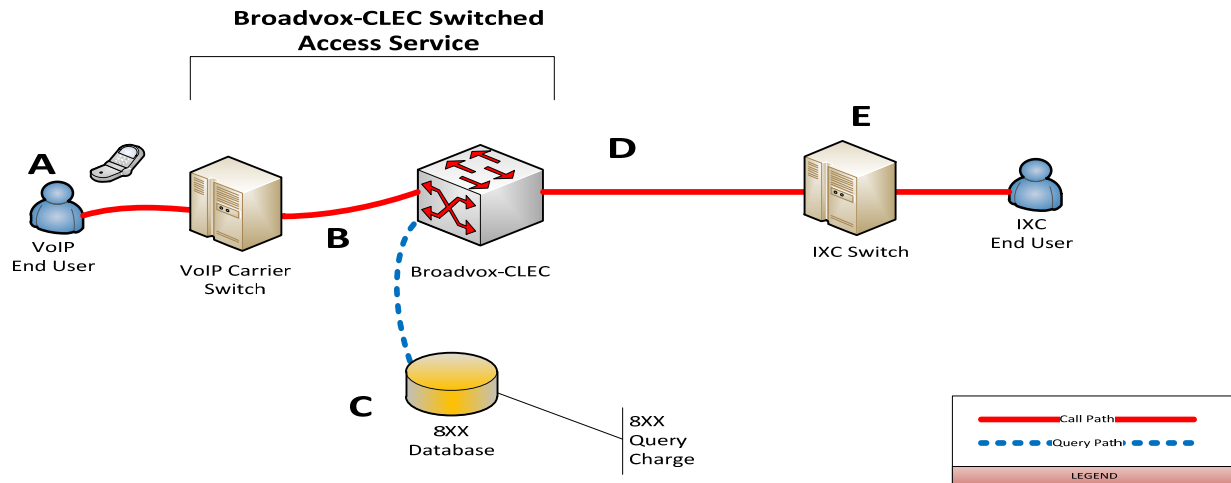 Broadvox-CLEC Switched
Access Service
A
VoIP
End User
VoIP Carrier
Switch
B
Broadvox-CLEC
D
E
IXC Switch
IXC
End User
C
8XX
Database
8XX
Query
Charge
Call Path
Query Path
LEGEND